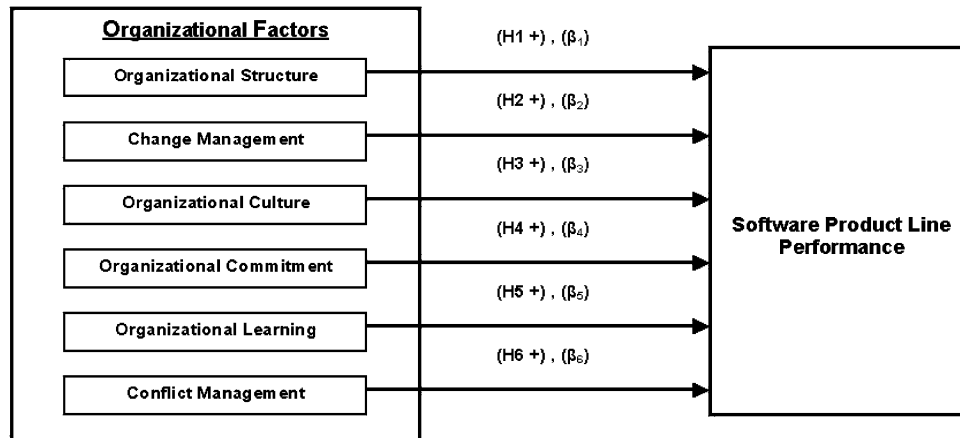 Organizational Factors
Organizational Structure
Change Management
Organizational Culture
Organizational Commitment
Organizational Learning
Conflict Management
(H1 +) , (β₁)
(H2 +) , (β₂)
(H3 +) , (β₃)
(H4 +) , (β₄)
(H5 +) , (β₅)
(H6 +) , (β₆)
Software Product Line
Performance